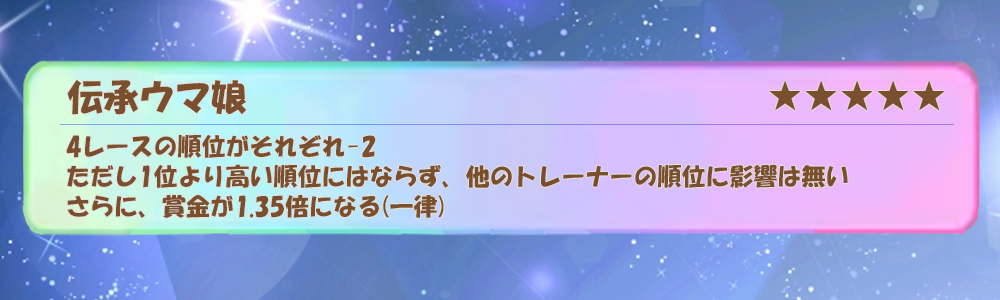 伝承ウマ娘 ★★★★★
4レースの順位がそれぞれ-2
ただし1位より高い順位にはならず、他のトレーナーの順位に影響は無い
さらに、賞金が1.35倍になる(一律)